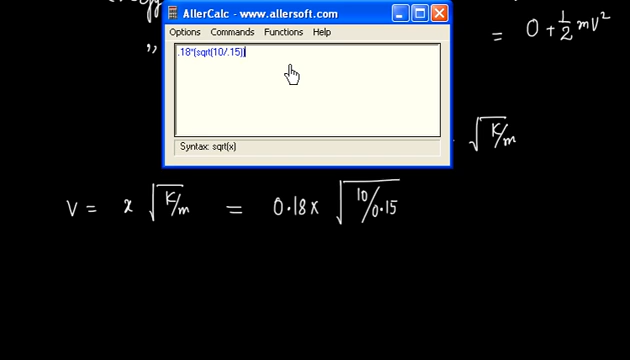 AllerCalc - www.allersoft.com
Options Commands Functions Help
.18*(sqrt(10/.15))
Syntax: sqrt(x)
= 0 + 1/2 mv²
√K/m
V = x √K/m = 0.18 x √10/0.15